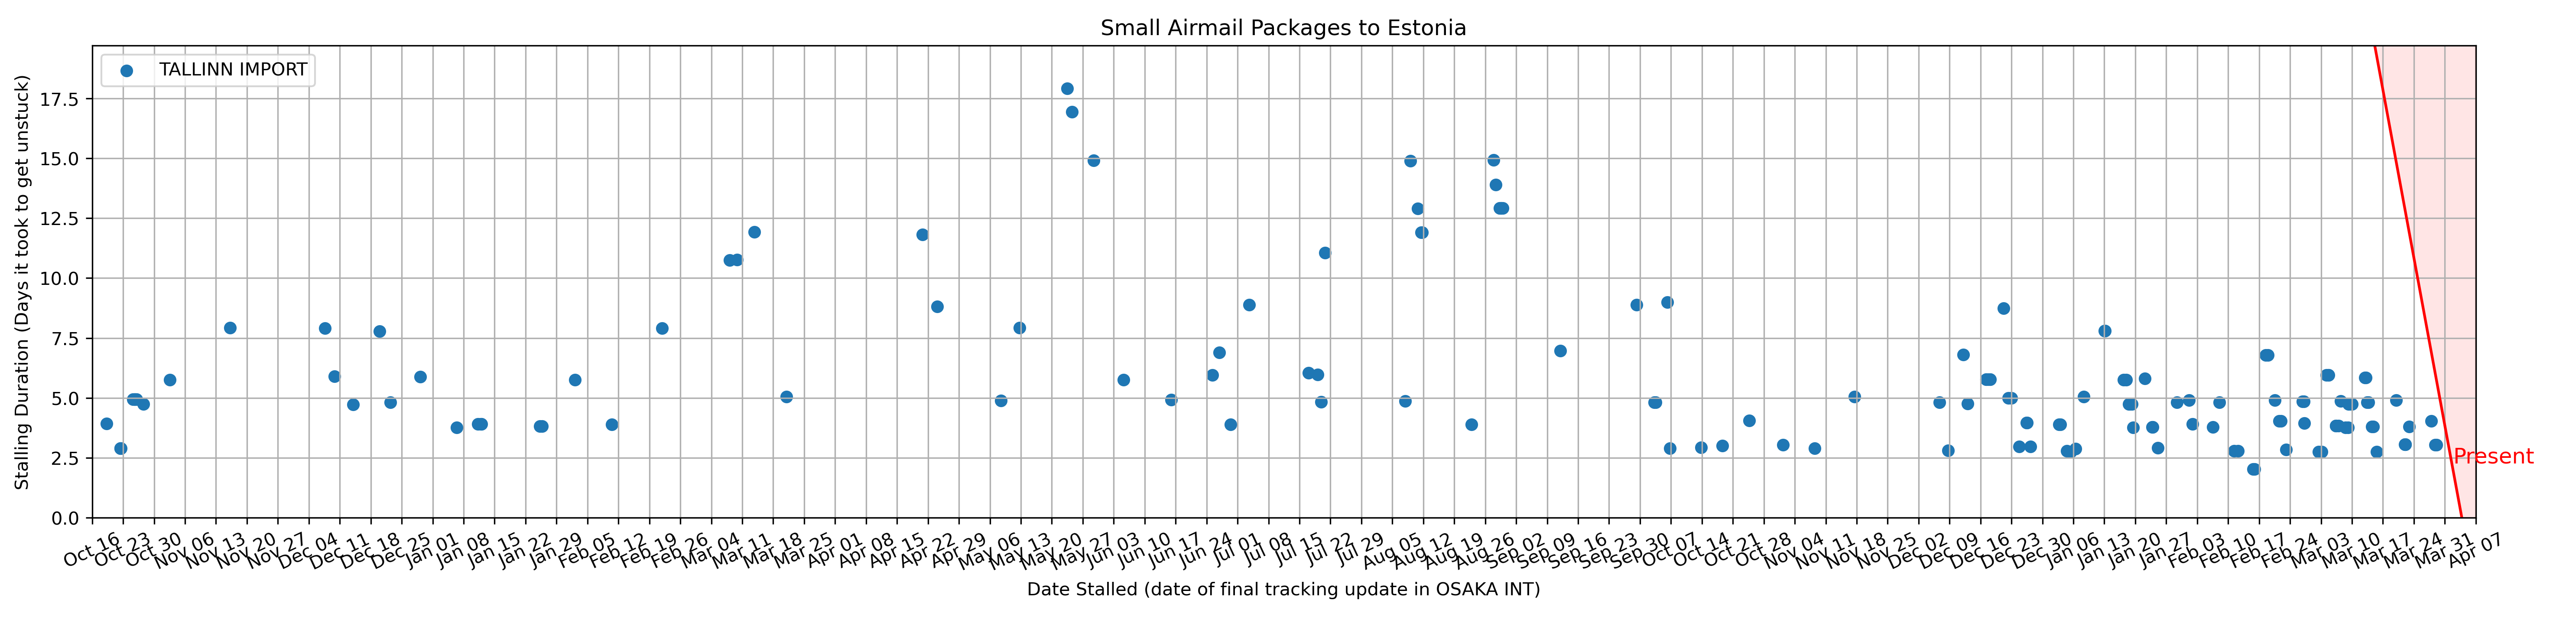 Small Airmail Packages to Estonia
TALLINN IMPORT
Stalling Duration (Days it took to get unstuck)
17.5
15.0
12.5
10.0
7.5
5.0
2.5
0.0
Present
Oct 16 Oct 23 Oct 30 Nov 06 Nov 13 Nov 20 Nov 27 Dec 04 Dec 11 Dec 18 Dec 25 Jan 01 Jan 08 Jan 15 Jan 22 Jan 29 Feb 05 Feb 12 Feb 19 Feb 26 Mar 04 Mar 11 Mar 18 Mar 25 Apr 01 Apr 08 Apr 15 Apr 22 Apr 29 May 06 May 13 May 20 May 27 Jun 03 Jun 10 Jun 17 Jun 24 Jul 01 Jul 08 Jul 15 Jul 22 Jul 29 Aug 05 Aug 12 Aug 19 Aug 26 Sep 02 Sep 09 Sep 16 Sep 23 Sep 30 Oct 07 Oct 14 Oct 21 Oct 28 Nov 04 Nov 11 Nov 18 Nov 25 Dec 02 Dec 09 Dec 16 Dec 23 Dec 30 Jan 06 Jan 13 Jan 20 Jan 27 Feb 03 Feb 10 Feb 17 Feb 24 Mar 03 Mar 10 Mar 17 Mar 24 Mar 31 Apr 07
Date Stalled (date of final tracking update in OSAKA INT)